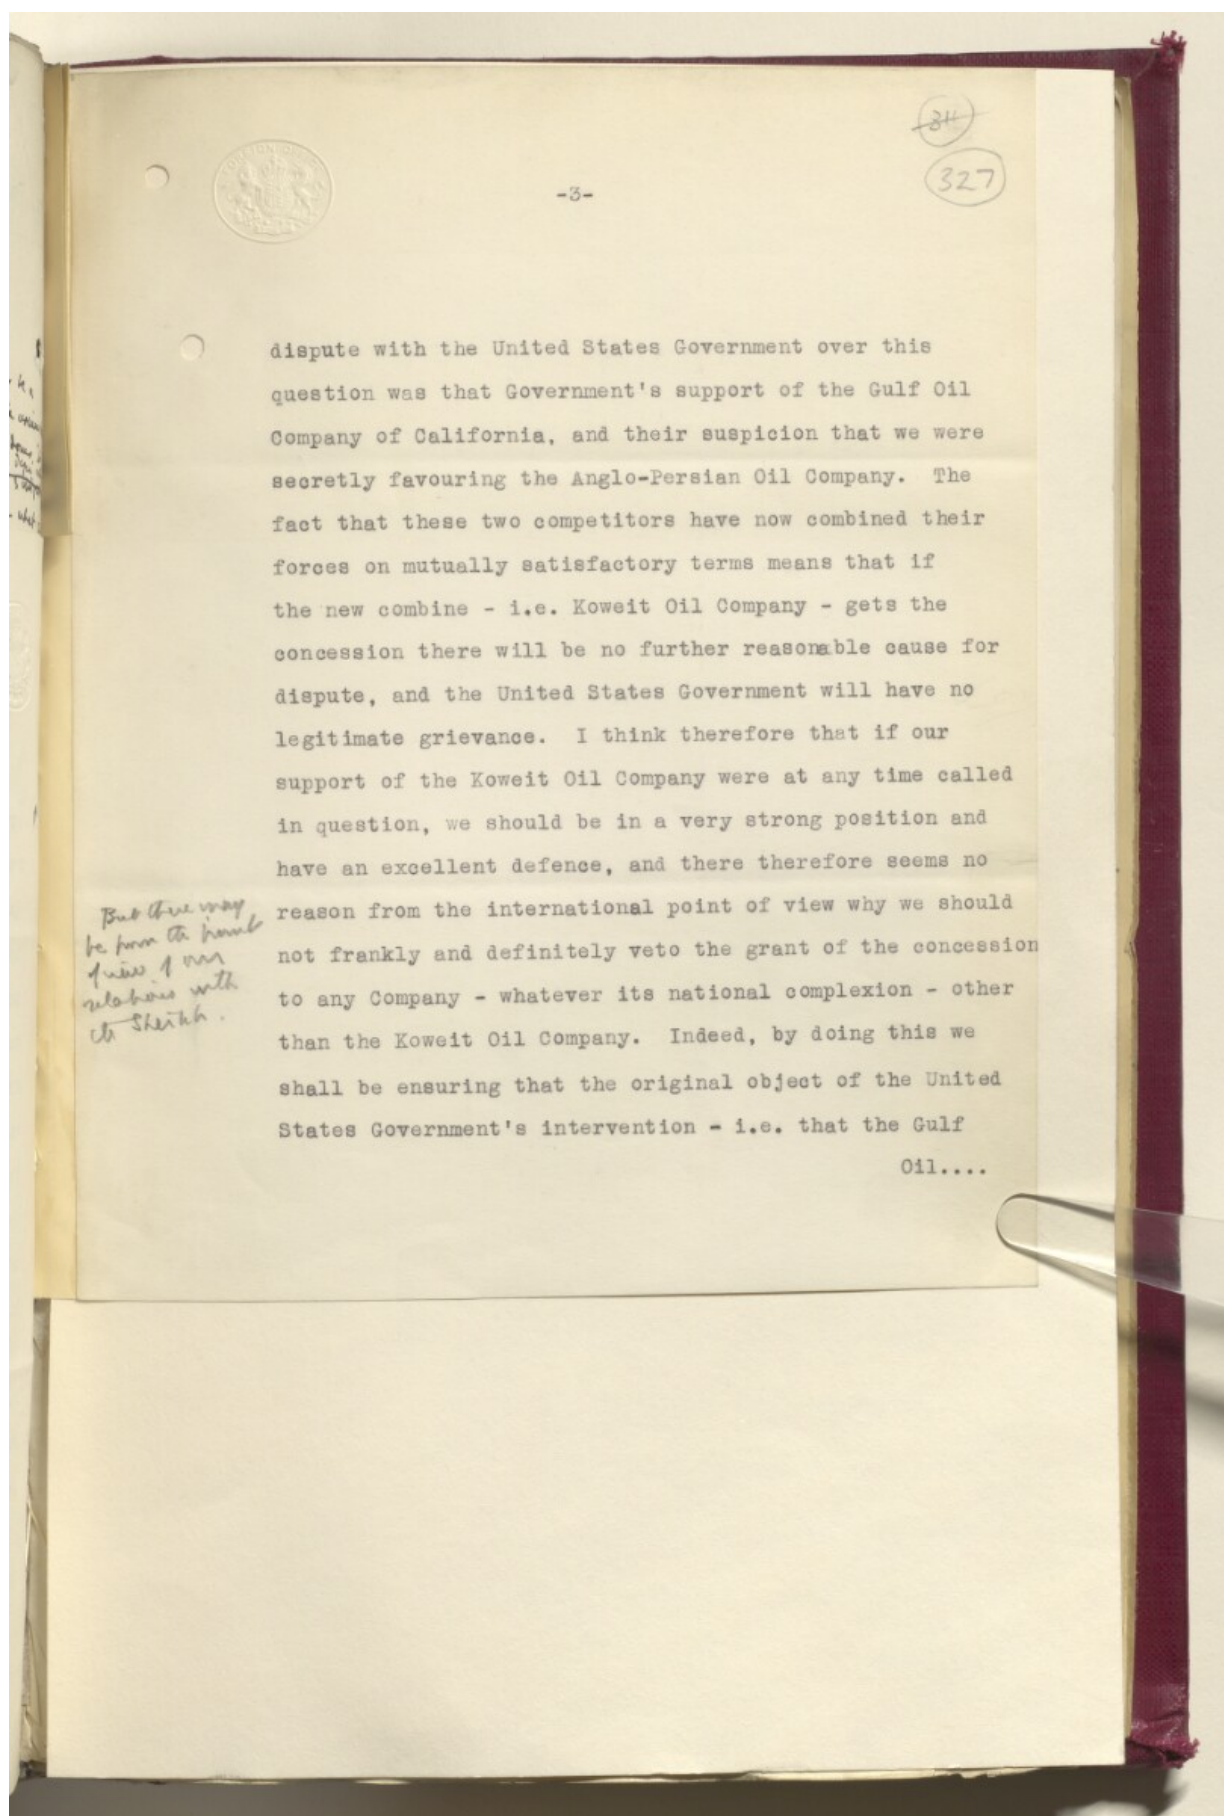 311
327
FOREIGN OFFICE
-3-
dispute with the United States Government over this
question was that Government's support of the Gulf Oil
Company of California, and their suspicion that we were
secretly favouring the Anglo-Persian Oil Company. The
fact that these two competitors have now combined their
forces on mutually satisfactory terms means that if
the new combine - i.e. Koweit Oil Company - gets the
concession there will be no further reasonable cause for
dispute, and the United States Government will have no
legitimate grievance. I think therefore that if our
support of the Koweit Oil Company were at any time called
in question, we should be in a very strong position and
have an excellent defence, and there therefore seems no
reason from the international point of view why we should
not frankly and definitely veto the grant of the concession
to any Company - whatever its national complexion - other
than the Koweit Oil Company. Indeed, by doing this we
shall be ensuring that the original object of the United
States Government's intervention - i.e. that the Gulf
Oil....
But there may
be from the point
of view of our
relations with
the Sheikh.